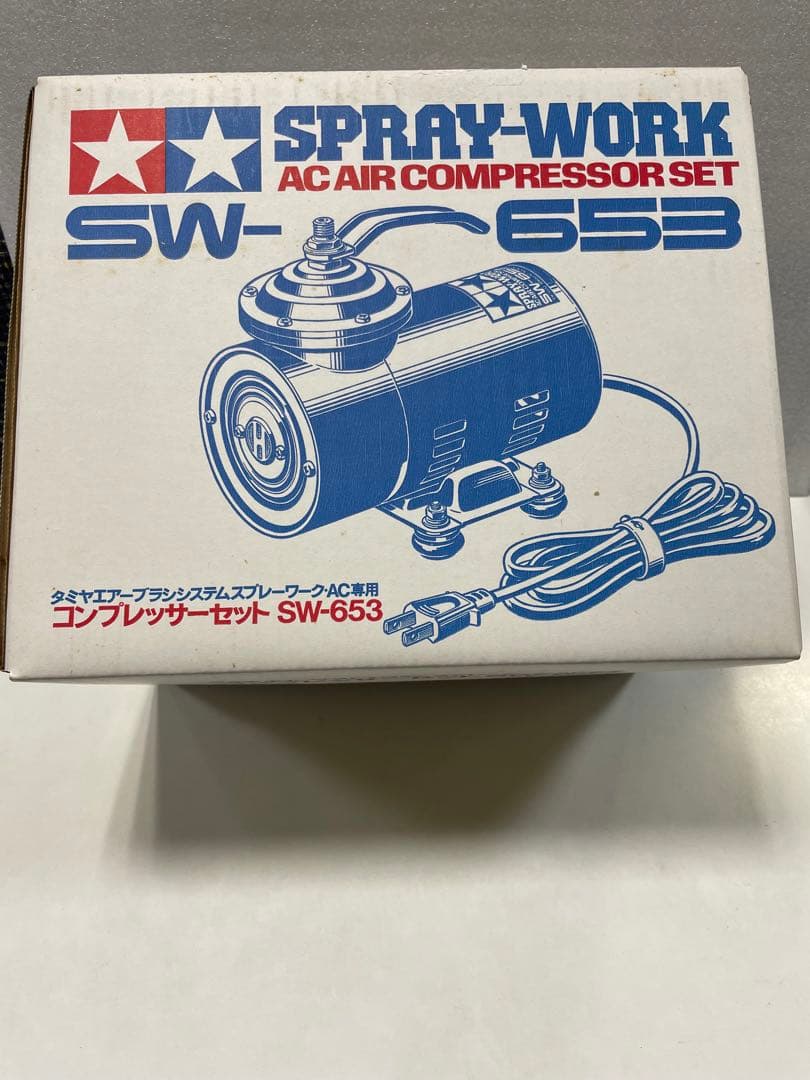 SPRAY-WORK
AC AIR COMPRESSOR SET
SW-653
SPRAY-WORK
H
タミヤエアーブラシシステムスプレーワーク・AC専用
コンプレッサーセット SW-653